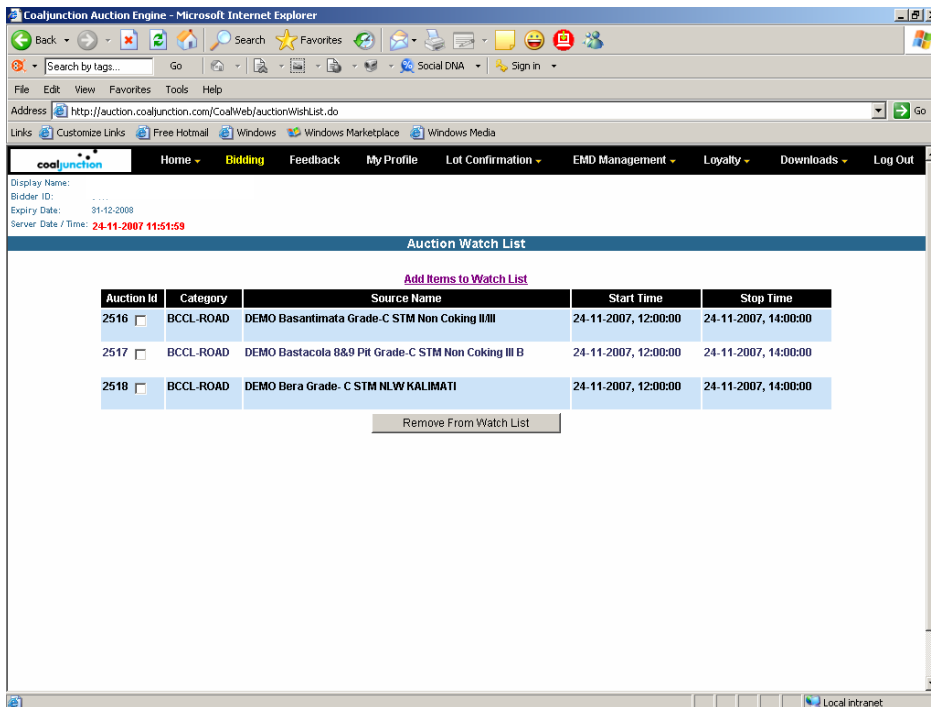 Coaljunction Auction Engine - Microsoft Internet Explorer
Back Search Favorites
Search by tags... Go Social DNA Sign in
File Edit View Favorites Tools Help
Address http://auction.coaljunction.com/CoalWeb/auctionWishList.do Go
Links Customize Links Free Hotmail Windows Windows Marketplace Windows Media
coaljunction Home Bidding Feedback My Profile Lot Confirmation EMD Management Loyalty Downloads Log Out
Display Name:
Bidder ID:
Expiry Date: 31-12-2008
Server Date / Time: 24-11-2007 11:51:59
Auction Watch List
Add Items to Watch List
Auction Id Category Source Name Start Time Stop Time
2516 BCCL-ROAD DEMO Basantimata Grade-C STM Non Coking II/III 24-11-2007, 12:00:00 24-11-2007, 14:00:00
2517 BCCL-ROAD DEMO Bastacola 8&9 Pit Grade-C STM Non Coking III B 24-11-2007, 12:00:00 24-11-2007, 14:00:00
2518 BCCL-ROAD DEMO Bera Grade- C STM NLW KALIMATI 24-11-2007, 12:00:00 24-11-2007, 14:00:00
Remove From Watch List
Local intranet